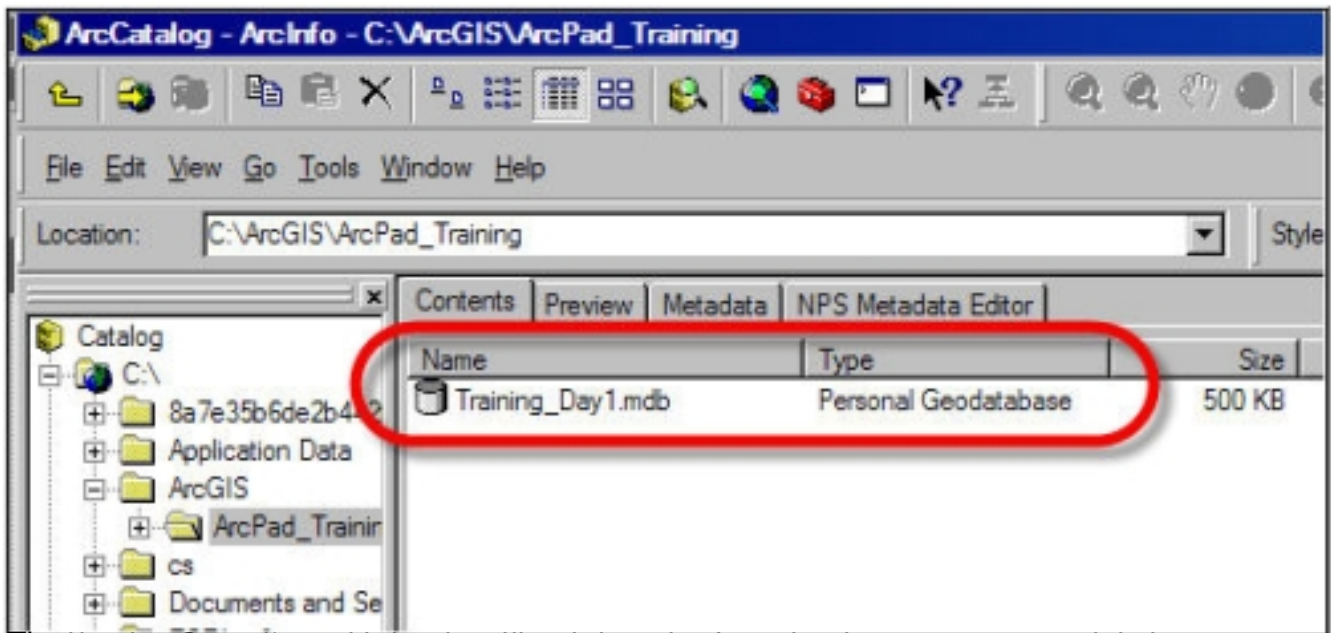 ArcCatalog - ArcInfo - C:\ArcGIS\ArcPad_Training
File Edit View Go Tools Window Help
Location: C:\ArcGIS\ArcPad_Training Style
Contents Preview Metadata NPS Metadata Editor
Catalog
Name Type Size
C:\
Training_Day1.mdb Personal Geodatabase 500 KB
8a7e35b6de2b4
Application Data
ArcGIS
ArcPad_Trainin
cs
Documents and Se